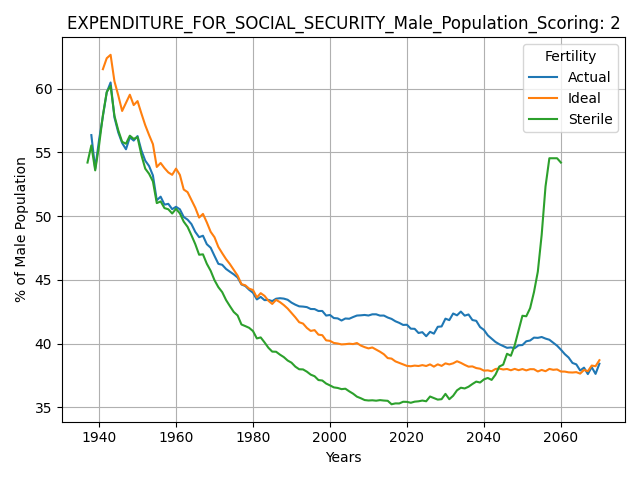 EXPENDITURE_FOR_SOCIAL_SECURITY_Male_Population_Scoring: 2
Fertility
Actual
Ideal
Sterile
% of Male Population
60
55
50
45
40
35
1940
1960
1980
2000
2020
2040
2060
Years